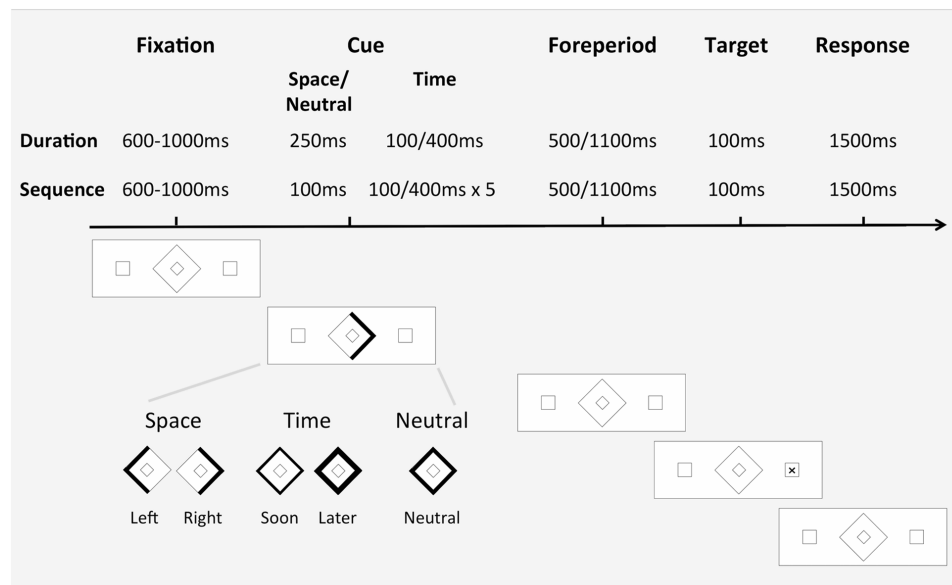 Fixation Cue Foreperiod Target Response
Space/ Time
Neutral
Duration 600-1000ms 250ms 100/400ms 500/1100ms 100ms 1500ms
Sequence 600-1000ms 100ms 100/400ms x 5 500/1100ms 100ms 1500ms
Space Time Neutral
Left Right Soon Later Neutral